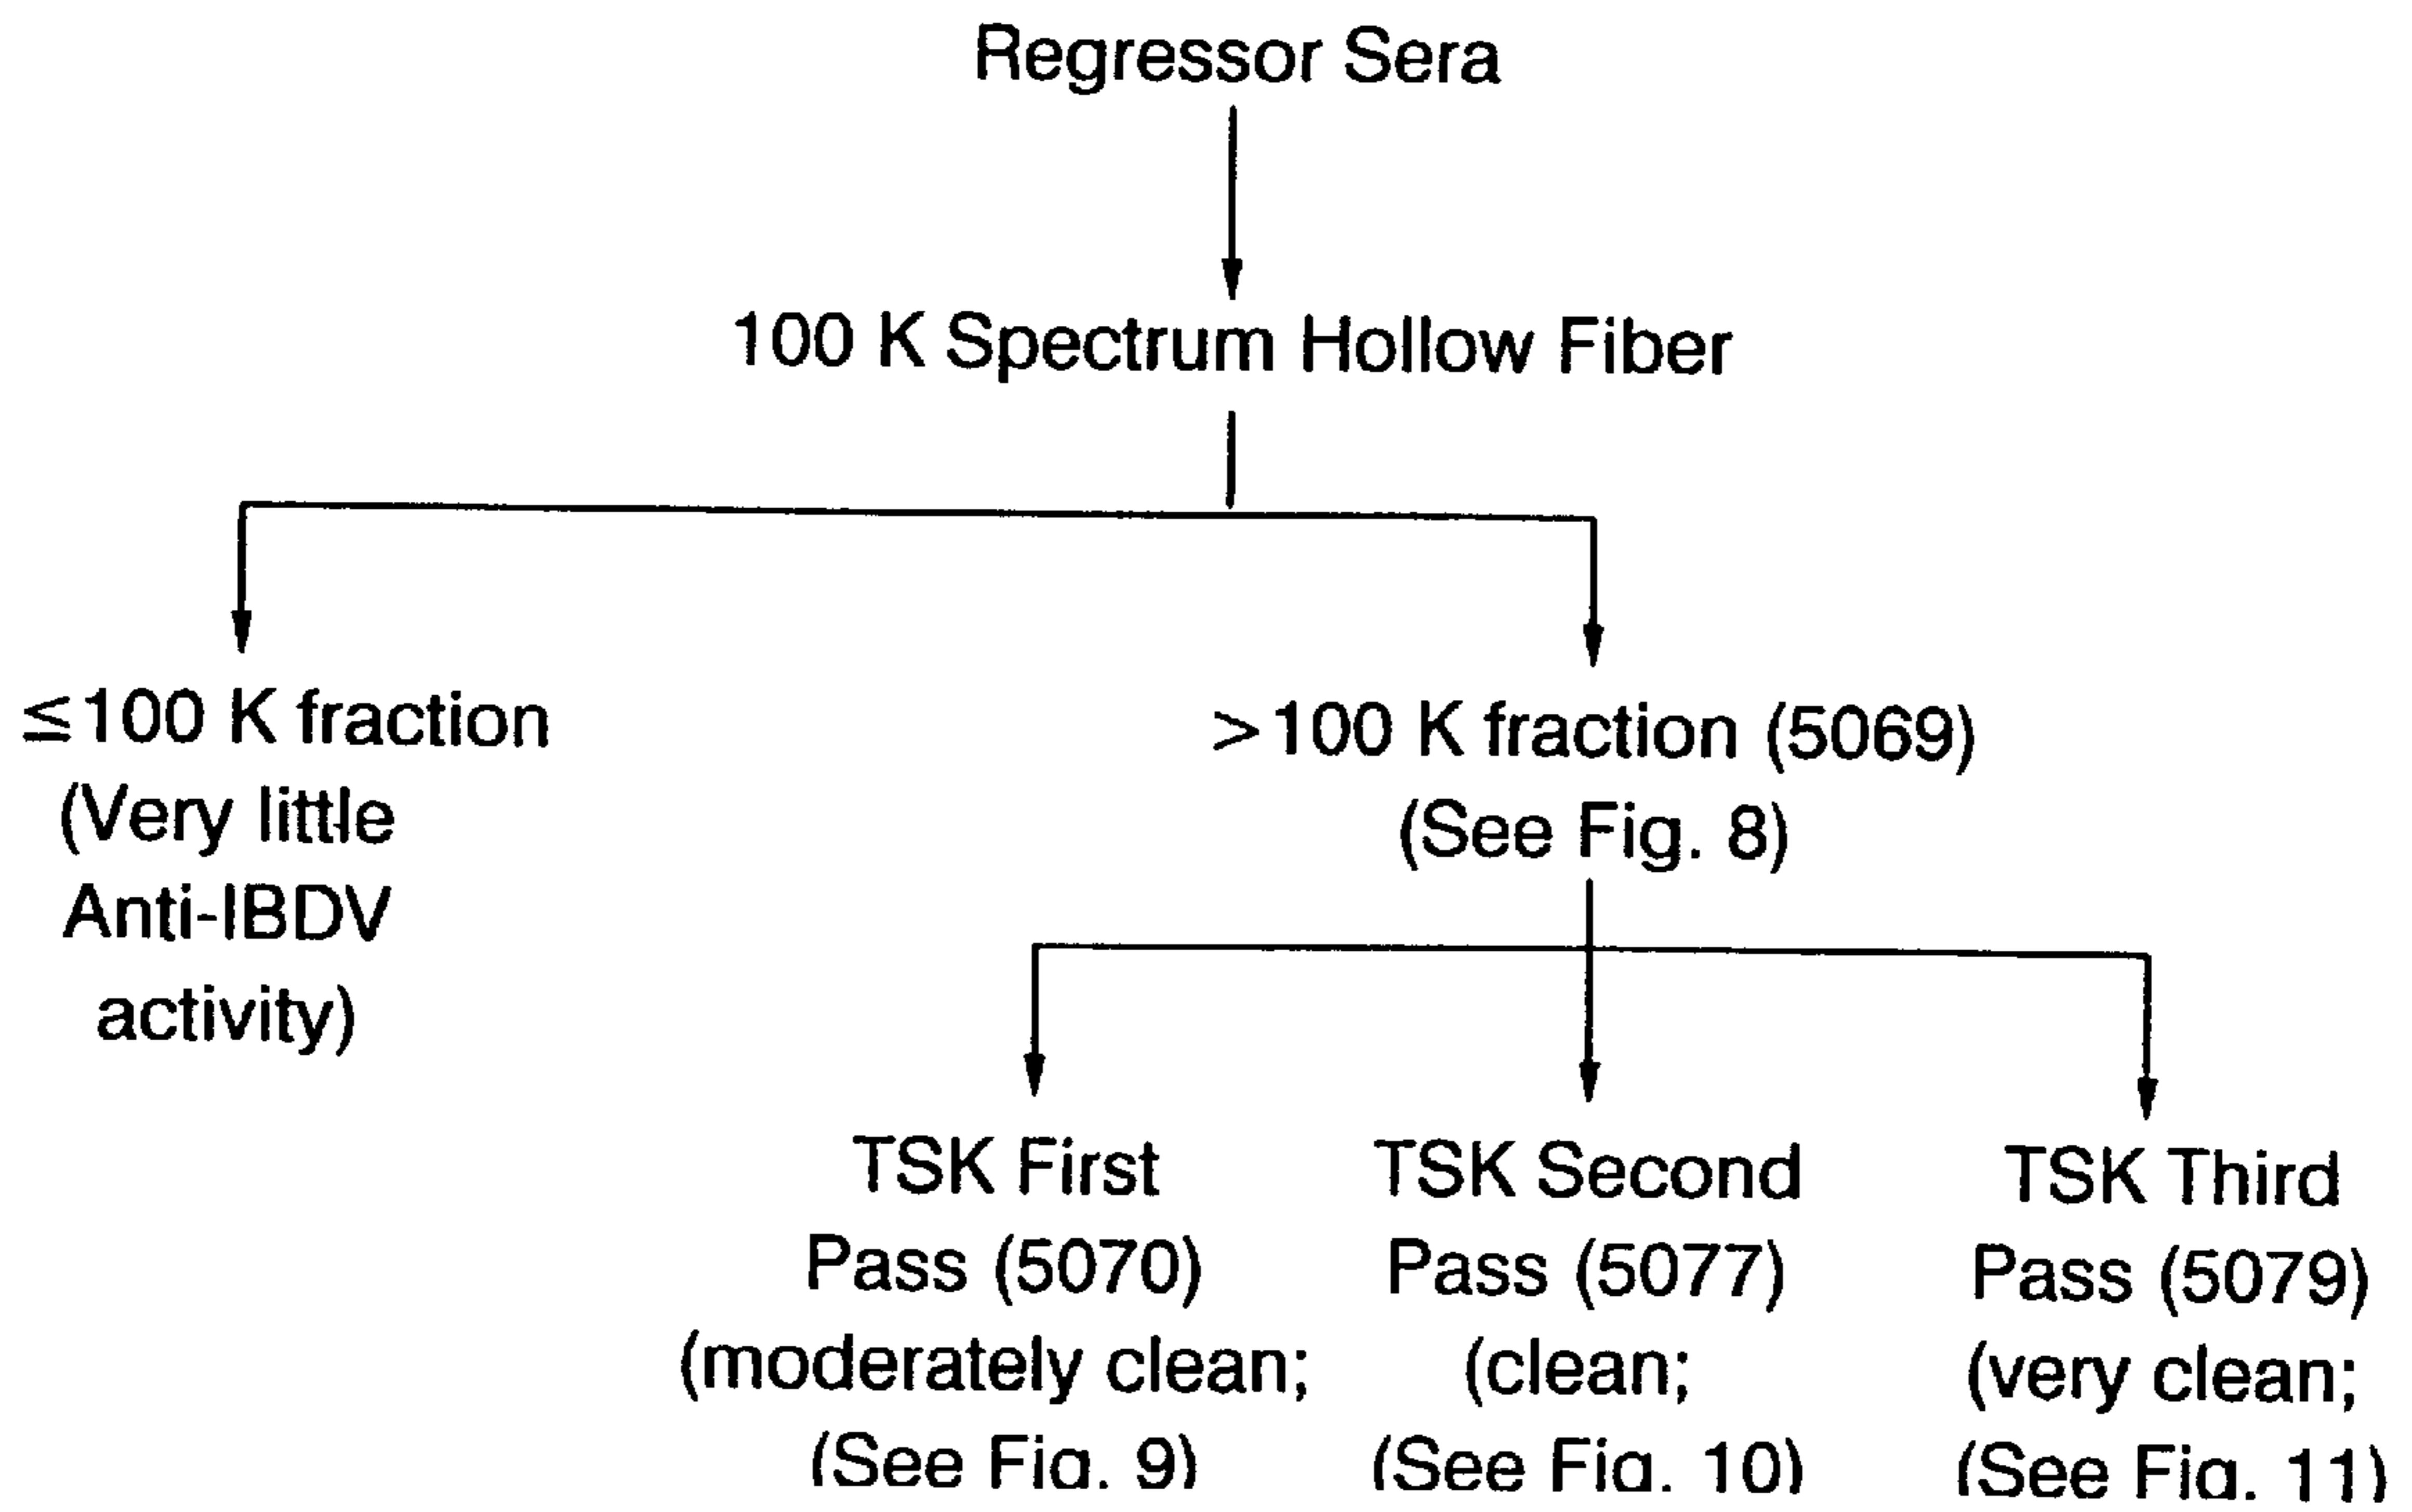 Regressor Sera
100 K Spectrum Hollow Fiber
≤100 K fraction
(Very little
Anti-IBDV
activity)
>100 K fraction (5069)
(See Fig. 8)
TSK First
Pass (5070)
(moderately clean;
(See Fig. 9)
TSK Second
Pass (5077)
(clean;
(See Fig. 10)
TSK Third
Pass (5079)
(very clean;
(See Fig. 11)